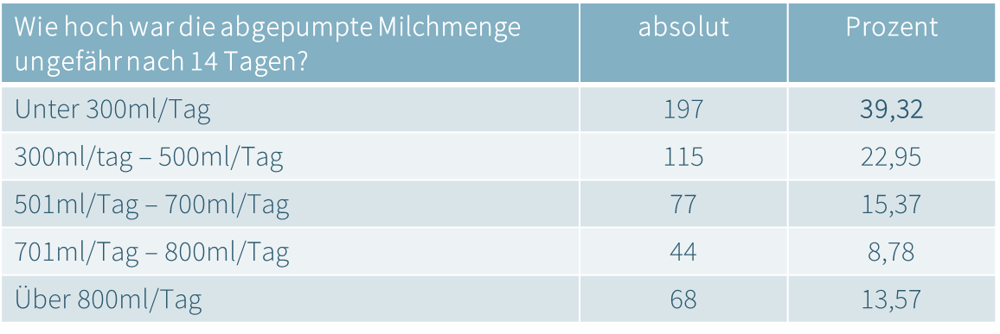 Wie hoch war die abgepumpte Milchmenge absolut Prozent
ungefähr nach 14 Tagen?
Unter 300ml/Tag 197 39,32
300ml/tag – 500ml/Tag 115 22,95
501ml/Tag – 700ml/Tag 77 15,37
701ml/Tag – 800ml/Tag 44 8,78
Über 800ml/Tag 68 13,57